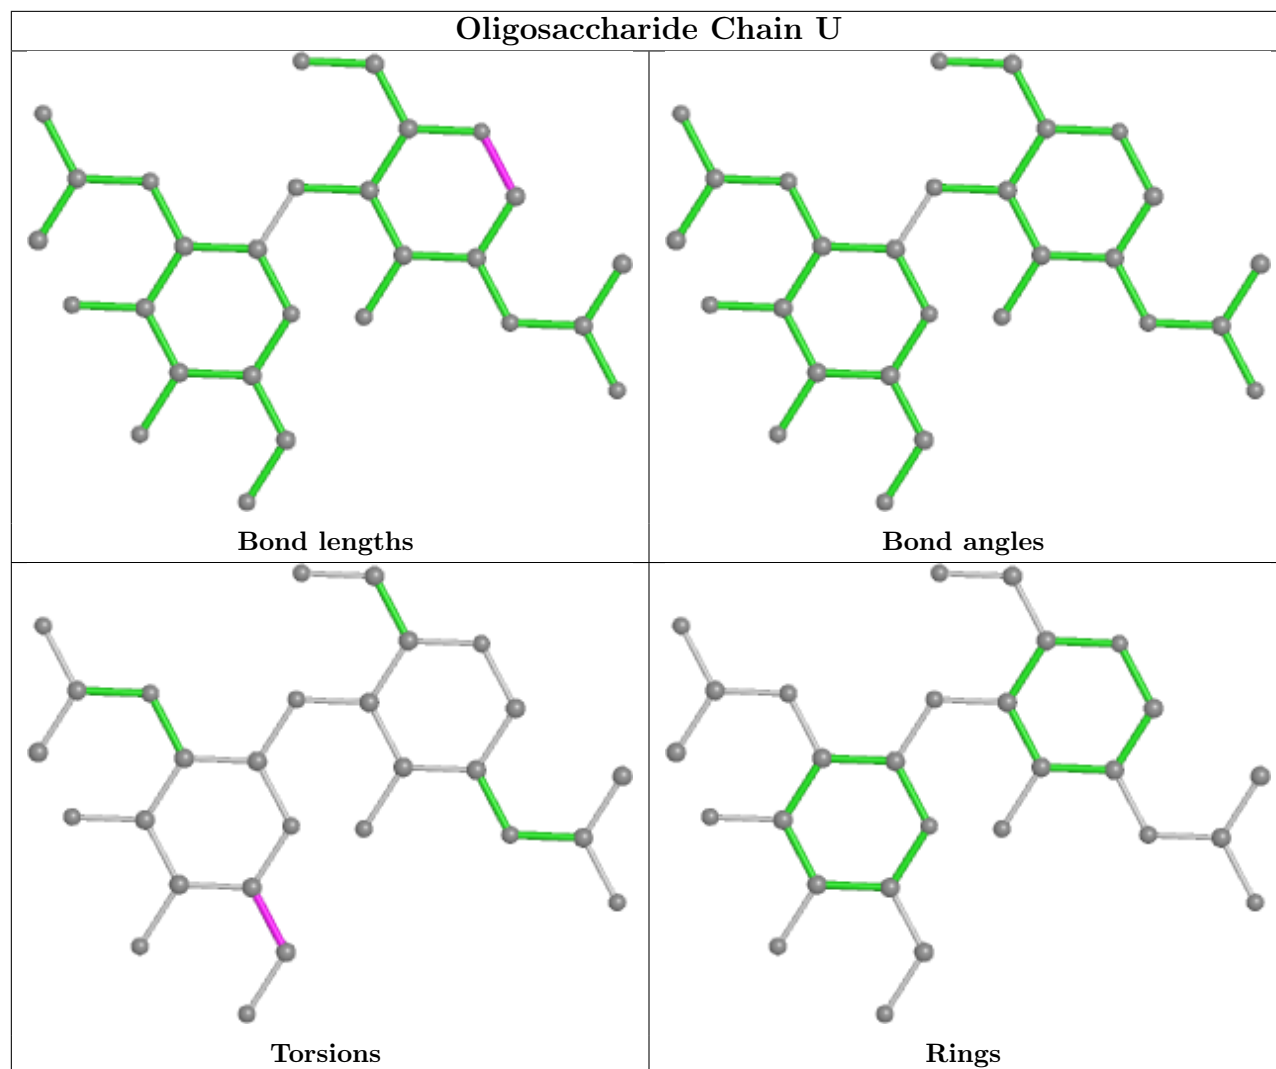 Oligosaccharide Chain U
Bond lengths
Bond angles
Torsions
Rings